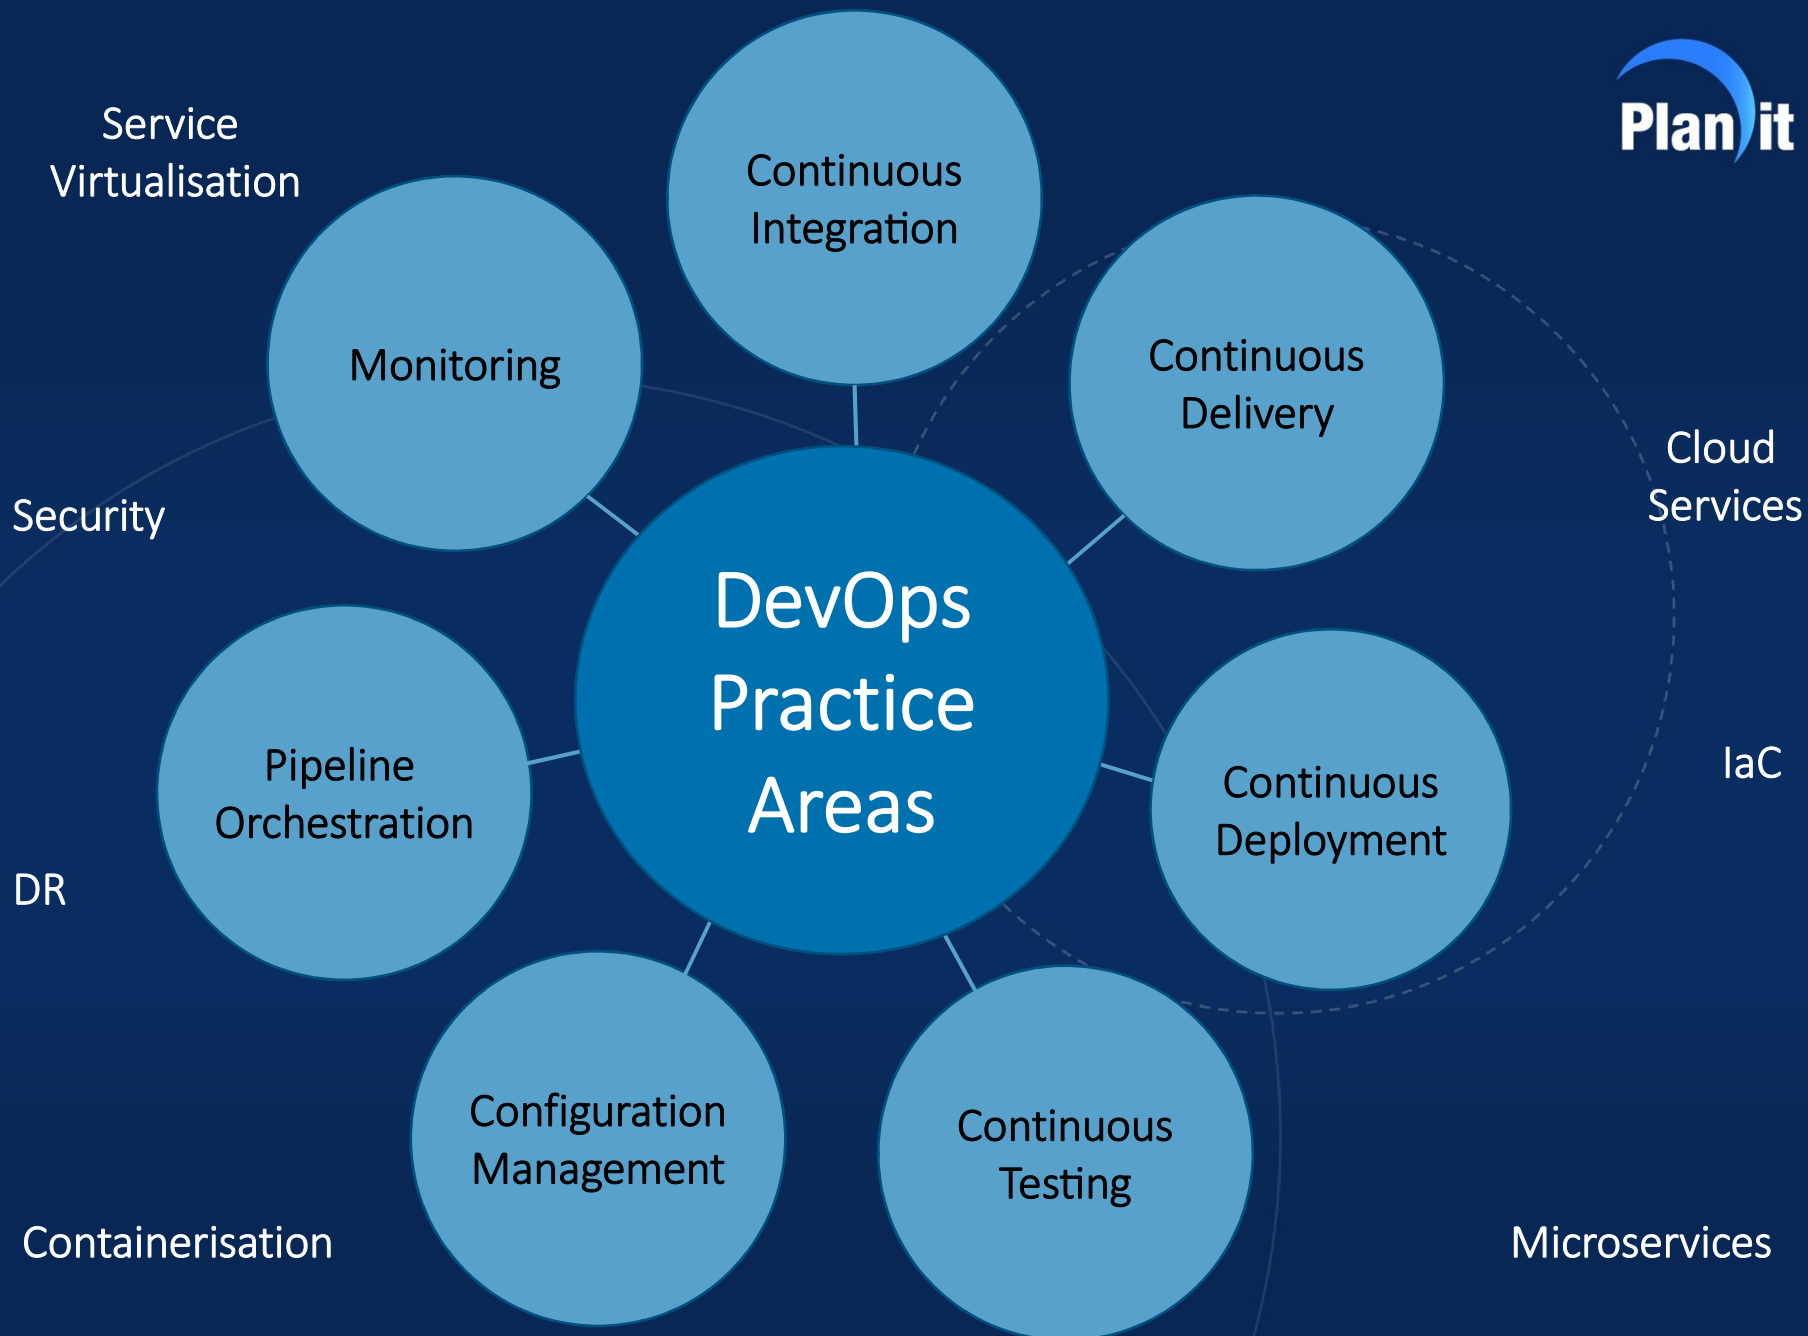 Service
Virtualisation
Continuous
Integration
Plan it
Monitoring
Continuous
Delivery
Cloud
Services
Security
DevOps
Practice
Areas
Pipeline
Orchestration
Continuous
Deployment
IaC
DR
Configuration
Management
Continuous
Testing
Containerisation
Microservices